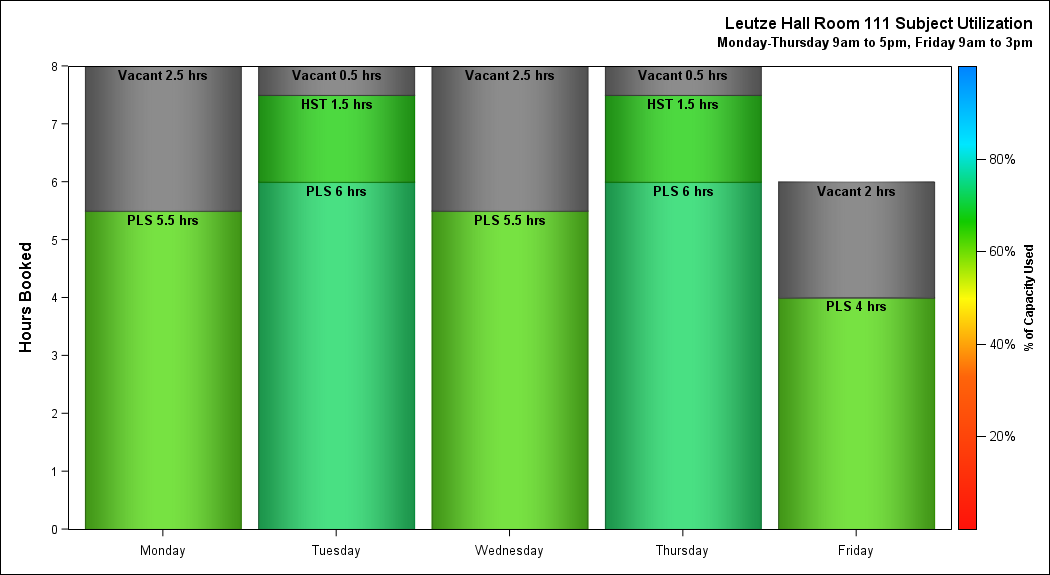 Leutze Hall Room 111 Subject Utilization
Monday-Thursday 9am to 5pm, Friday 9am to 3pm
Hours Booked
8
7
6
5
4
3
2
1
0
Vacant 2.5 hrs
PLS 5.5 hrs
Vacant 0.5 hrs
HST 1.5 hrs
PLS 6 hrs
Vacant 2.5 hrs
PLS 5.5 hrs
Vacant 0.5 hrs
HST 1.5 hrs
PLS 6 hrs
Vacant 2 hrs
PLS 4 hrs
Monday
Tuesday
Wednesday
Thursday
Friday
80%
60%
40%
20%
% of Capacity Used